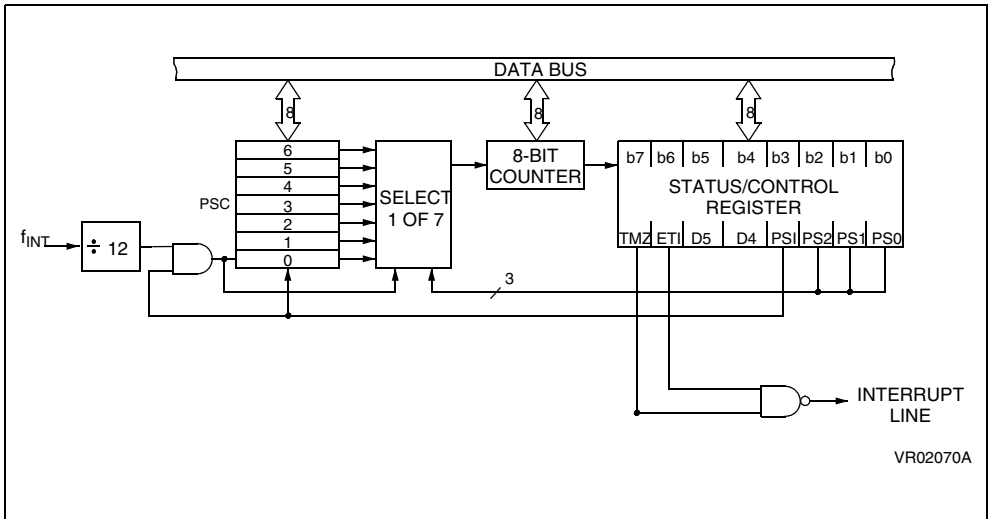 DATA BUS
8
8
8
6
5
4
3
2
1
0
PSC
SELECT
1 OF 7
8-BIT
COUNTER
b7 b6 b5 b4 b3 b2 b1 b0
STATUS/CONTROL
REGISTER
TMZ ETI D5 D4 PSI PS2 PS1 PS0
fINT
÷ 12
3
INTERRUPT
LINE
VR02070A